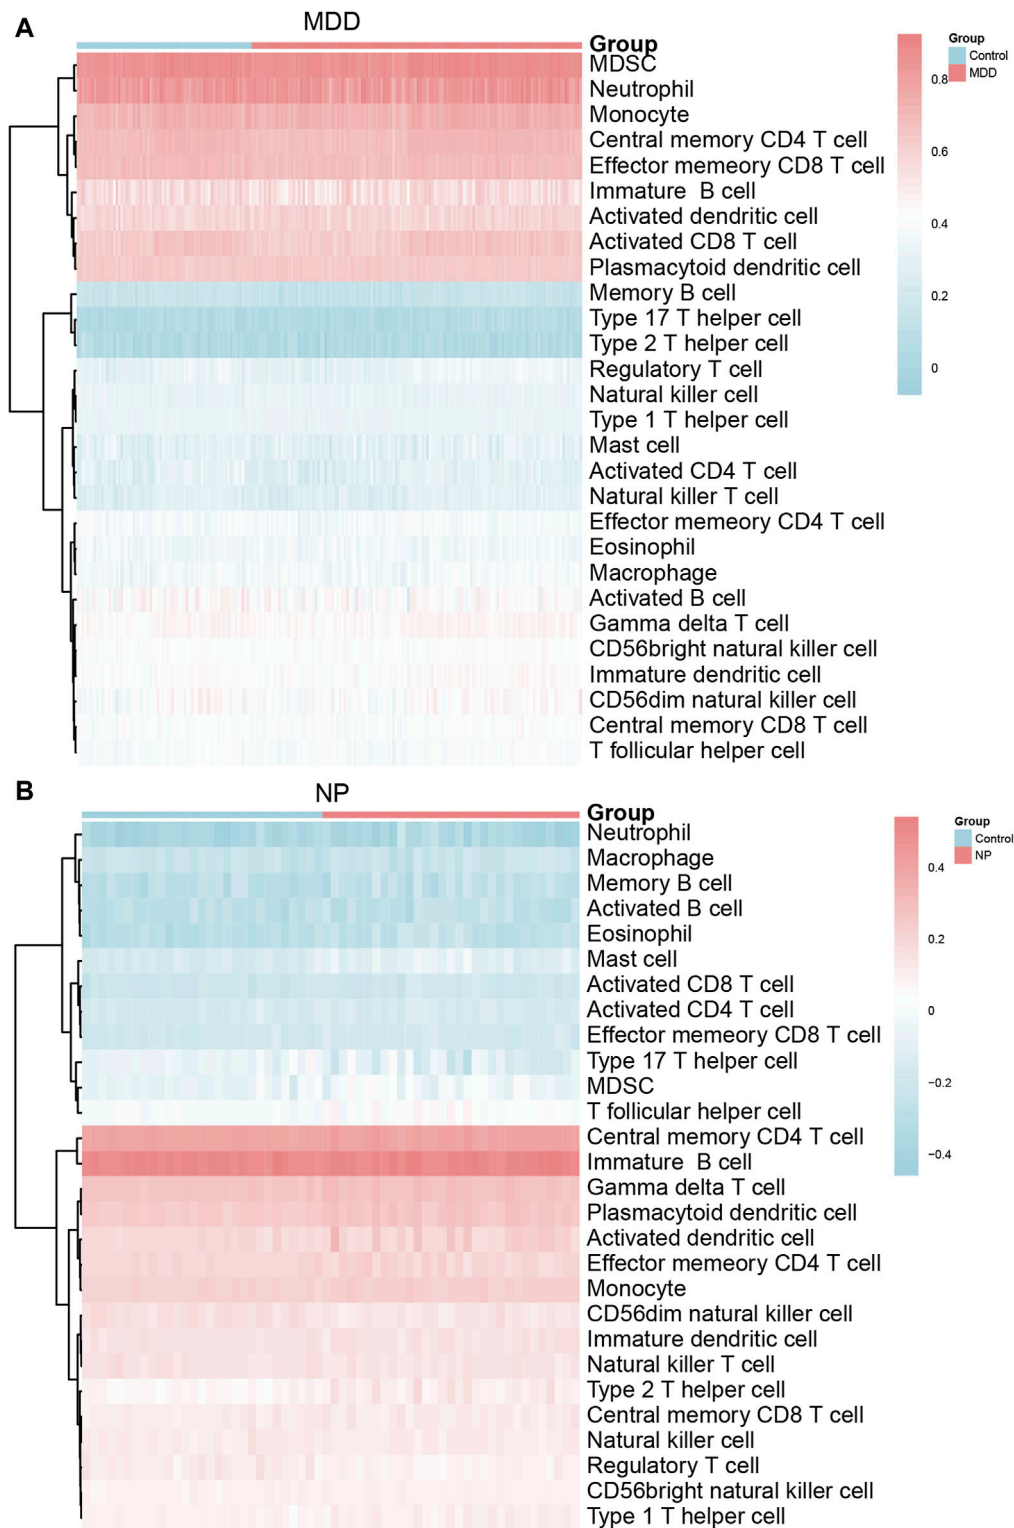 A
MDD
Group
MDSC
Neutrophil
Monocyte
Central memory CD4 T cell
Effector memeory CD8 T cell
Immature  B cell
Activated dendritic cell
Activated CD8 T cell
Plasmacytoid dendritic cell
Memory B cell
Type 17 T helper cell
Type 2 T helper cell
Regulatory T cell
Natural killer cell
Type 1 T helper cell
Mast cell
Activated CD4 T cell
Natural killer T cell
Effector memeory CD4 T cell
Eosinophil
Macrophage
Activated B cell
Gamma delta T cell
CD56bright natural killer cell
Immature dendritic cell
CD56dim natural killer cell
Central memory CD8 T cell
T follicular helper cell
0.8
0.6
0.4
0.2
0
Group
Control
MDD
B
NP
Group
Neutrophil
Macrophage
Memory B cell
Activated B cell
Eosinophil
Mast cell
Activated CD8 T cell
Activated CD4 T cell
Effector memeory CD8 T cell
Type 17 T helper cell
MDSC
T follicular helper cell
Central memory CD4 T cell
Immature  B cell
Gamma delta T cell
Plasmacytoid dendritic cell
Activated dendritic cell
Effector memeory CD4 T cell
Monocyte
CD56dim natural killer cell
Immature dendritic cell
Natural killer T cell
Type 2 T helper cell
Central memory CD8 T cell
Natural killer cell
Regulatory T cell
CD56bright natural killer cell
Type 1 T helper cell
0.4
0.2
0
−0.2
−0.4
Group
Control
NP